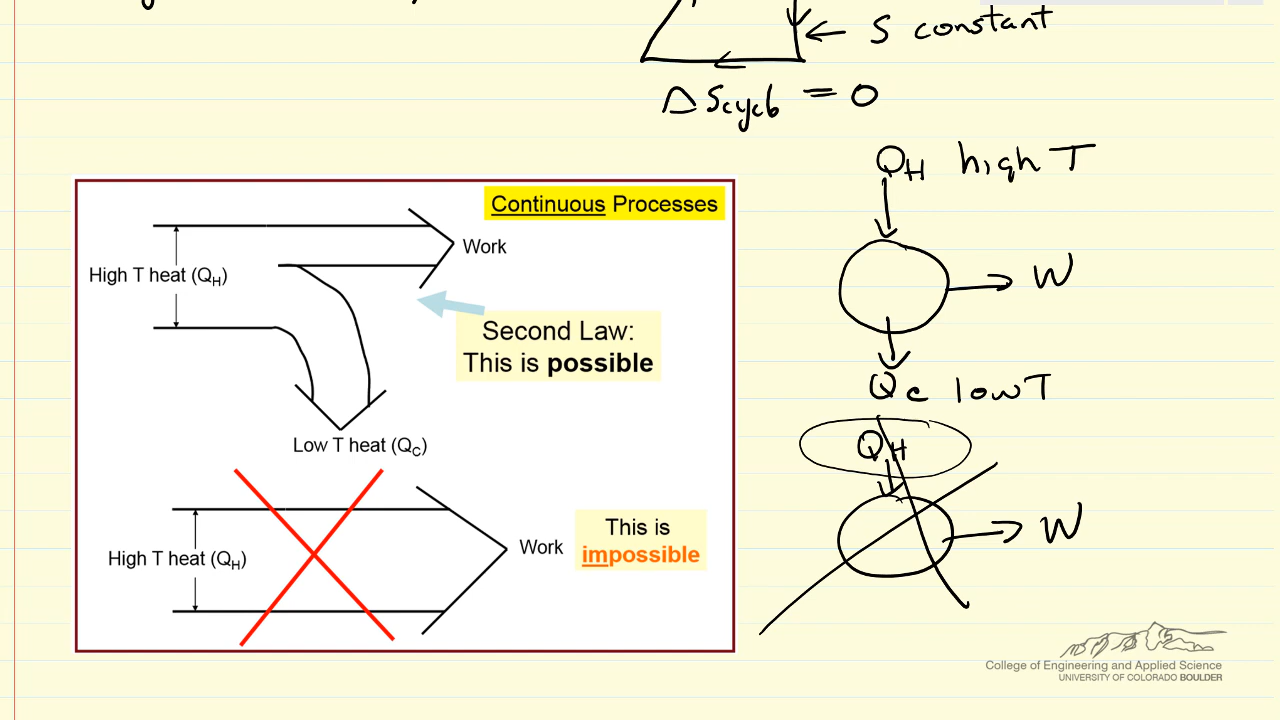 ← S constant
ΔScycle = 0
QH high T
Continuous Processes
Work
High T heat (QH)
W
Second Law:
This is possible
Qc low T
Low T heat (QC)
QH
This is
impossible
Work
High T heat (QH)
W
College of Engineering and Applied Science
UNIVERSITY OF COLORADO BOULDER